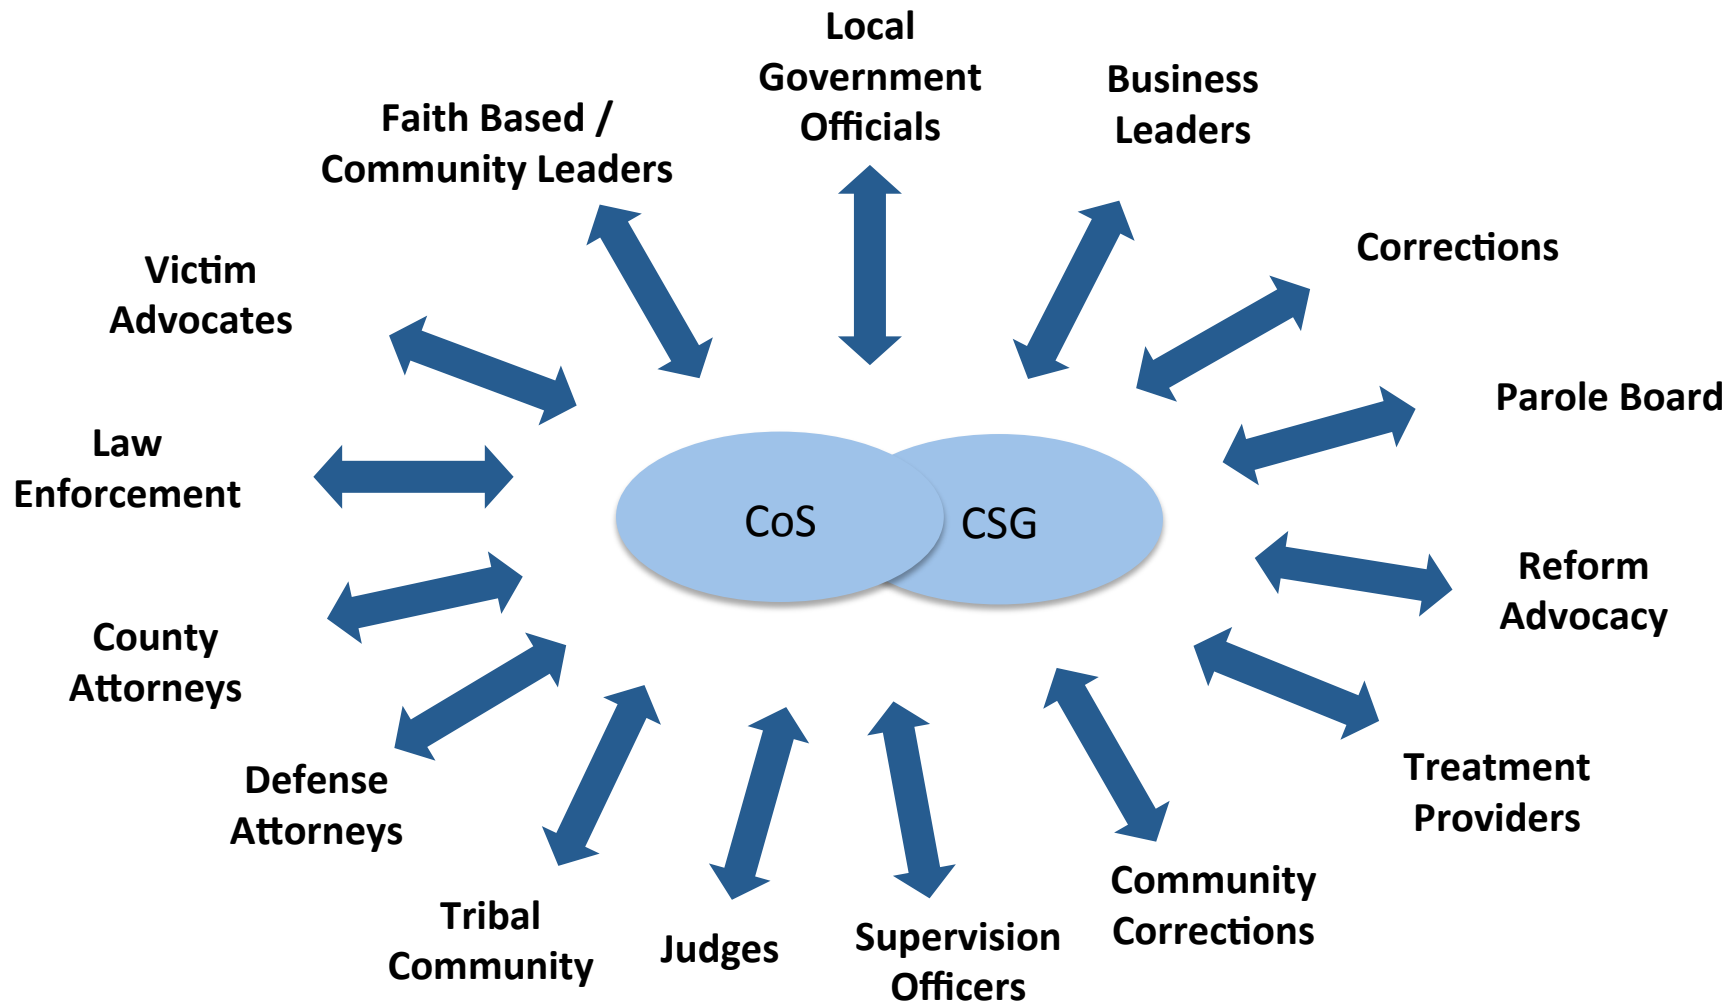 Local
Government
Officials
Business
Leaders
Faith Based /
Community Leaders
Corrections
Victim
Advocates
Parole Board
Law
Enforcement
CoS
CSG
Reform
Advocacy
County
Attorneys
Treatment
Providers
Defense
Attorneys
Community
Corrections
Tribal
Community
Judges
Supervision
Officers